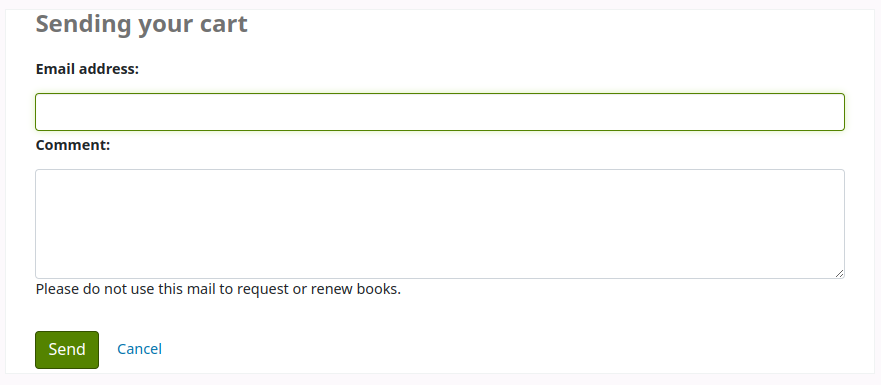 Sending your cart
Email address:
Comment:
Please do not use this mail to request or renew books.
Send Cancel